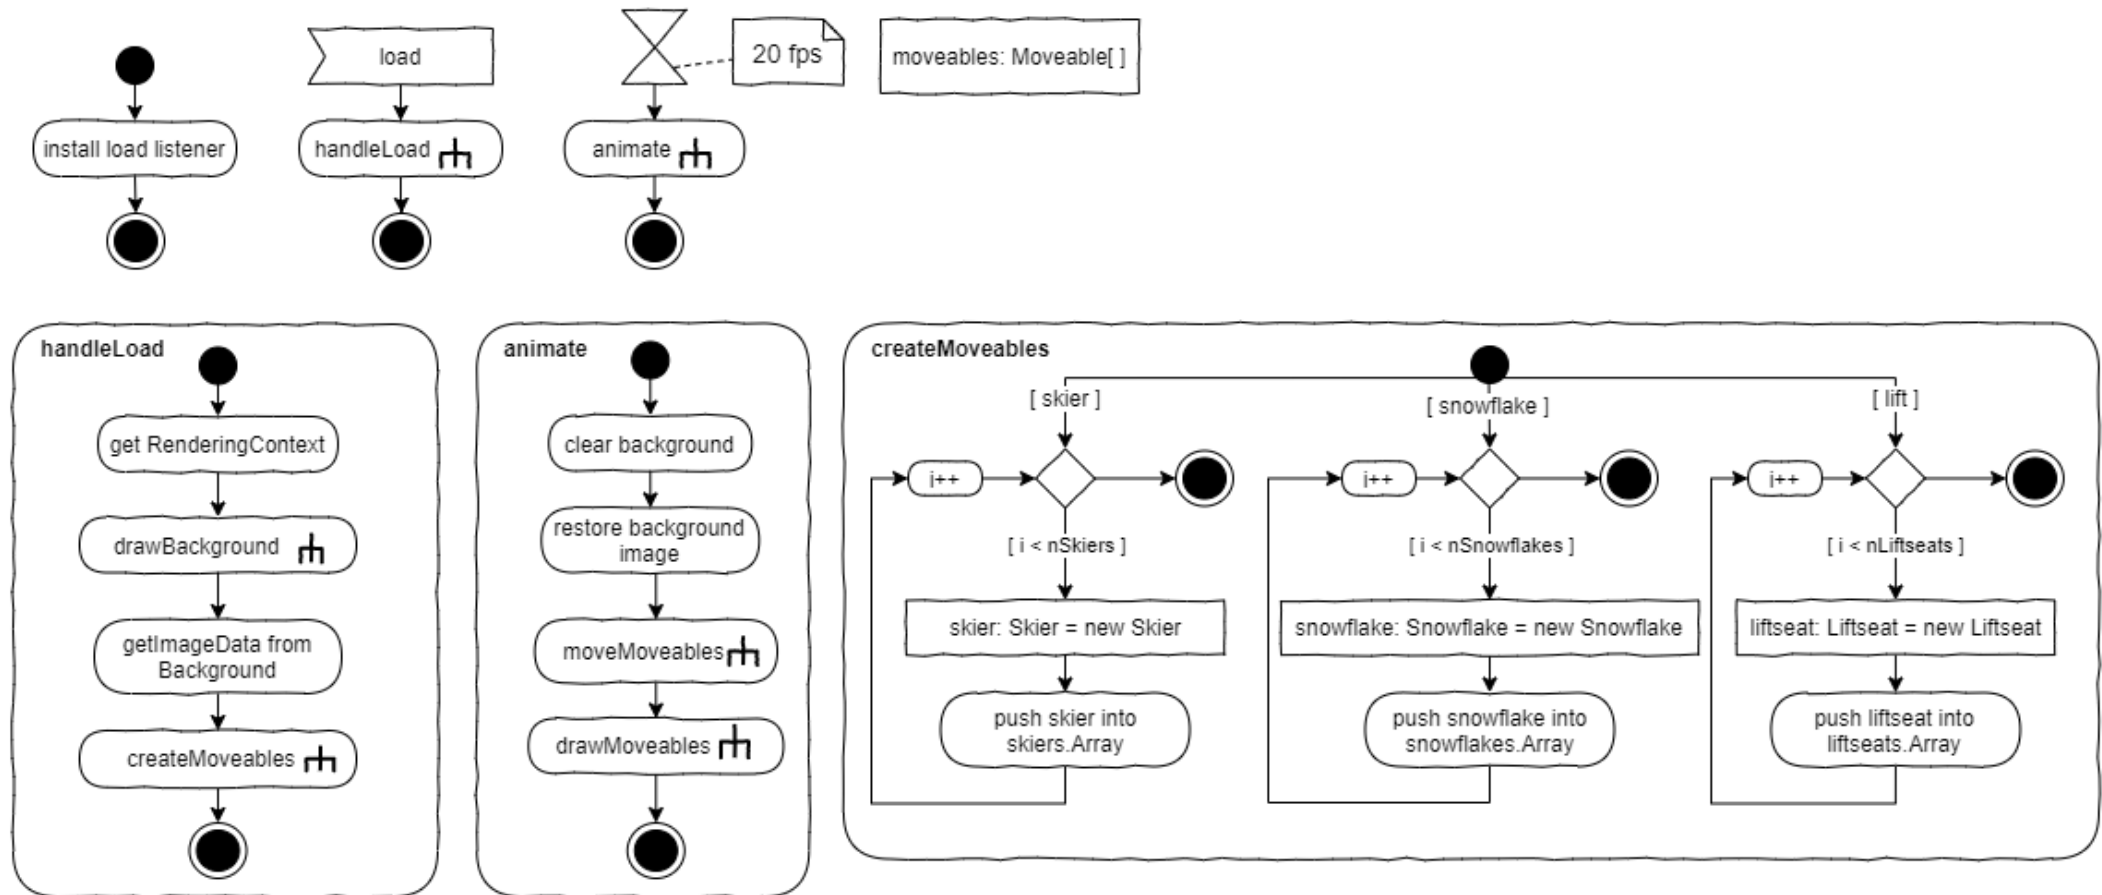 load
20 fps
moveables: Moveable[ ]
install load listener
handleLoad
animate
handleLoad
get RenderingContext
drawBackground
getImageData from
Background
createMoveables
animate
clear background
restore background
image
moveMoveables
drawMoveables
createMoveables
[ skier ]
[ snowflake ]
[ lift ]
i++
i++
i++
[ i < nSkiers ]
[ i < nSnowflakes ]
[ i < nLiftseats ]
skier: Skier = new Skier
snowflake: Snowflake = new Snowflake
liftseat: Liftseat = new Liftseat
push skier into
skiers.Array
push snowflake into
snowflakes.Array
push liftseat into
liftseats.Array